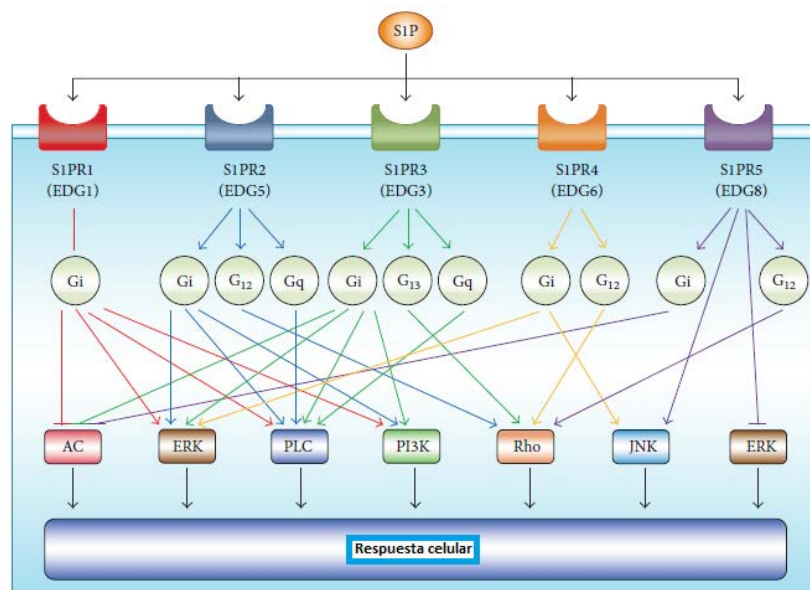 S1P
S1PR1
(EDG1)
S1PR2
(EDG5)
S1PR3
(EDG3)
S1PR4
(EDG6)
S1PR5
(EDG8)
Gi
Gi
G12
Gq
Gi
G13
Gq
Gi
G12
Gi
G12
AC
ERK
PLC
PI3K
Rho
JNK
ERK
Respuesta celular